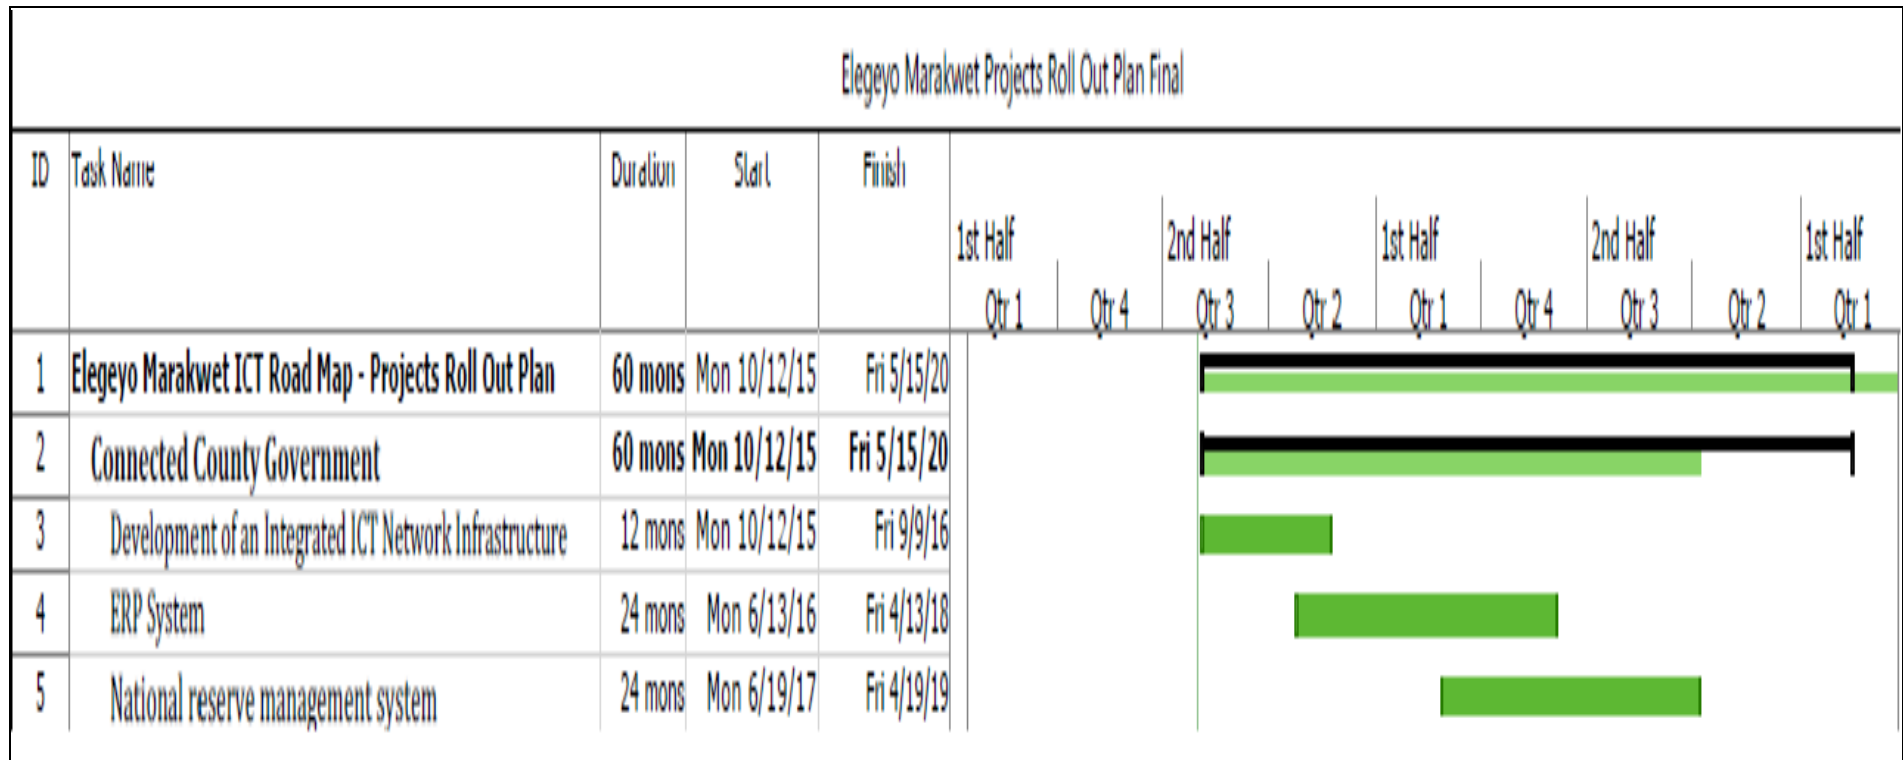 Elegeyo Marakwet Projects Roll Out Plan Final
ID Task Name Duration Start Finish
1st Half 2nd Half 1st Half 2nd Half 1st Half
Qtr 1 Qtr 4 Qtr 3 Qtr 2 Qtr 1 Qtr 4 Qtr 3 Qtr 2 Qtr 1
1 Elegeyo Marakwet ICT Road Map - Projects Roll Out Plan 60 mons Mon 10/12/15 Fri 5/15/20
2 Connected County Government 60 mons Mon 10/12/15 Fri 5/15/20
3 Development of an Integrated ICT Network Infrastructure 12 mons Mon 10/12/15 Fri 9/9/16
4 ERP System 24 mons Mon 6/13/16 Fri 4/13/18
5 National reserve management system 24 mons Mon 6/19/17 Fri 4/19/19